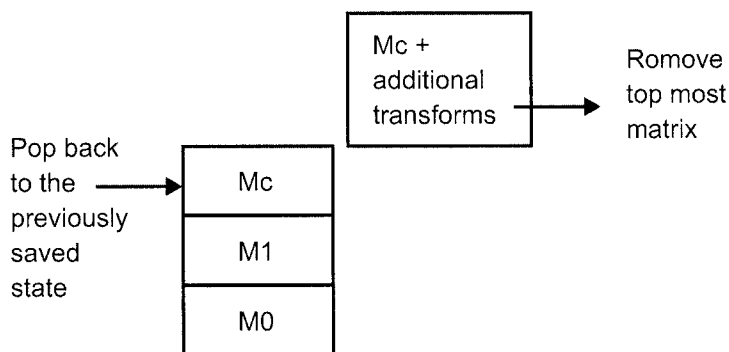 Mc +
additional
transforms
Romove
top most
matrix
Pop back
to the
previously
saved
state
Mc
M1
M0